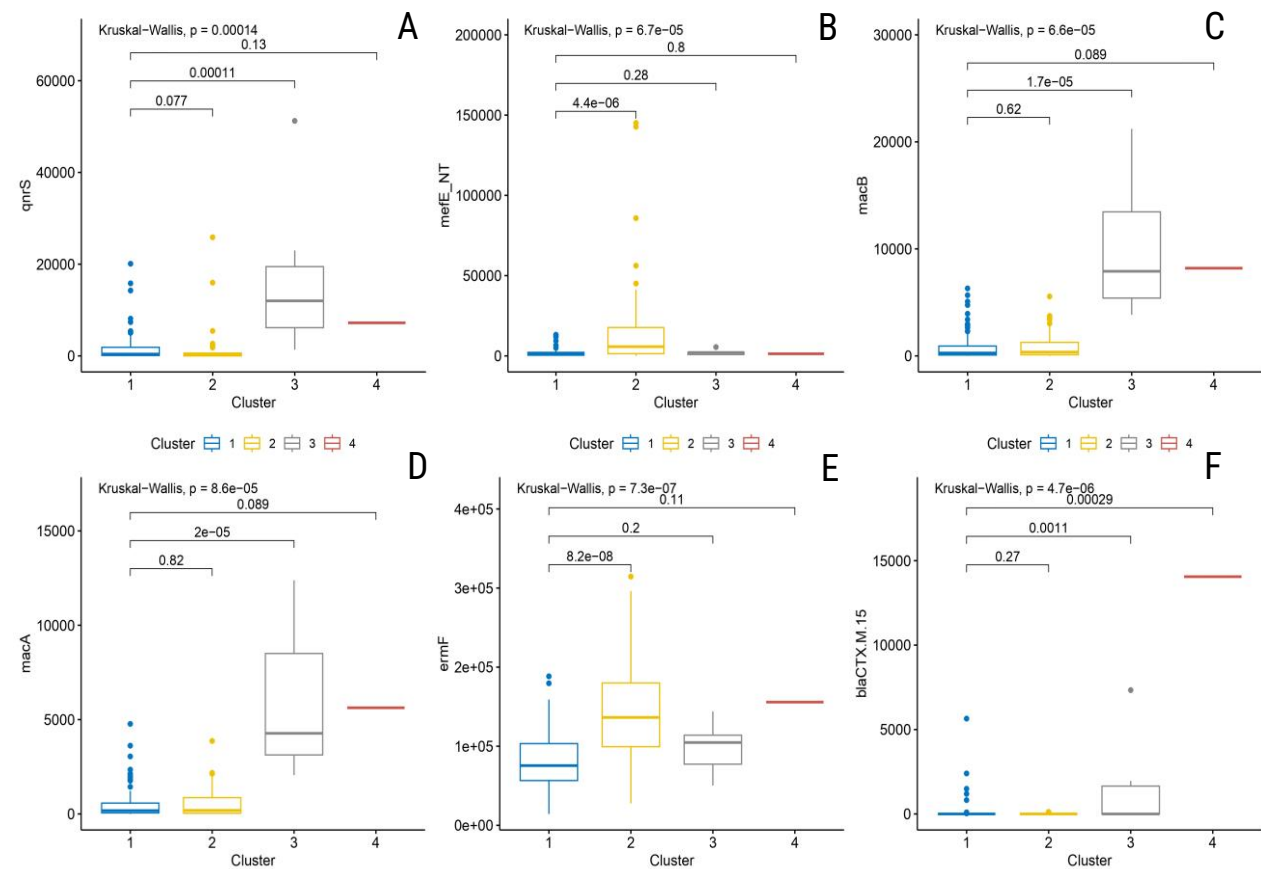 A
Kruskal−Wallis, p = 0.00014
0.13
0.00011
0.077
60000
40000
20000
0
qnrS
1 2 3 4
Cluster
B
Kruskal−Wallis, p = 6.7e−05
0.8
0.28
4.4e−06
200000
150000
100000
50000
0
mefE_NT
1 2 3 4
Cluster
C
Kruskal−Wallis, p = 6.6e−05
0.089
1.7e−05
0.62
30000
20000
10000
0
macB
1 2 3 4
Cluster
Cluster 1 2 3 4
Cluster 1 2 3 4
Cluster 1 2 3 4
D
Kruskal−Wallis, p = 8.6e−05
0.089
2e−05
0.82
15000
10000
5000
0
macA
1 2 3 4
Cluster
E
Kruskal−Wallis, p = 7.3e−07
0.11
0.2
8.2e−08
4e+05
3e+05
2e+05
1e+05
0e+00
ermF
1 2 3 4
Cluster
F
Kruskal−Wallis, p = 4.7e−06
0.00029
0.0011
0.27
15000
10000
5000
0
blaCTX.M.15
1 2 3 4
Cluster